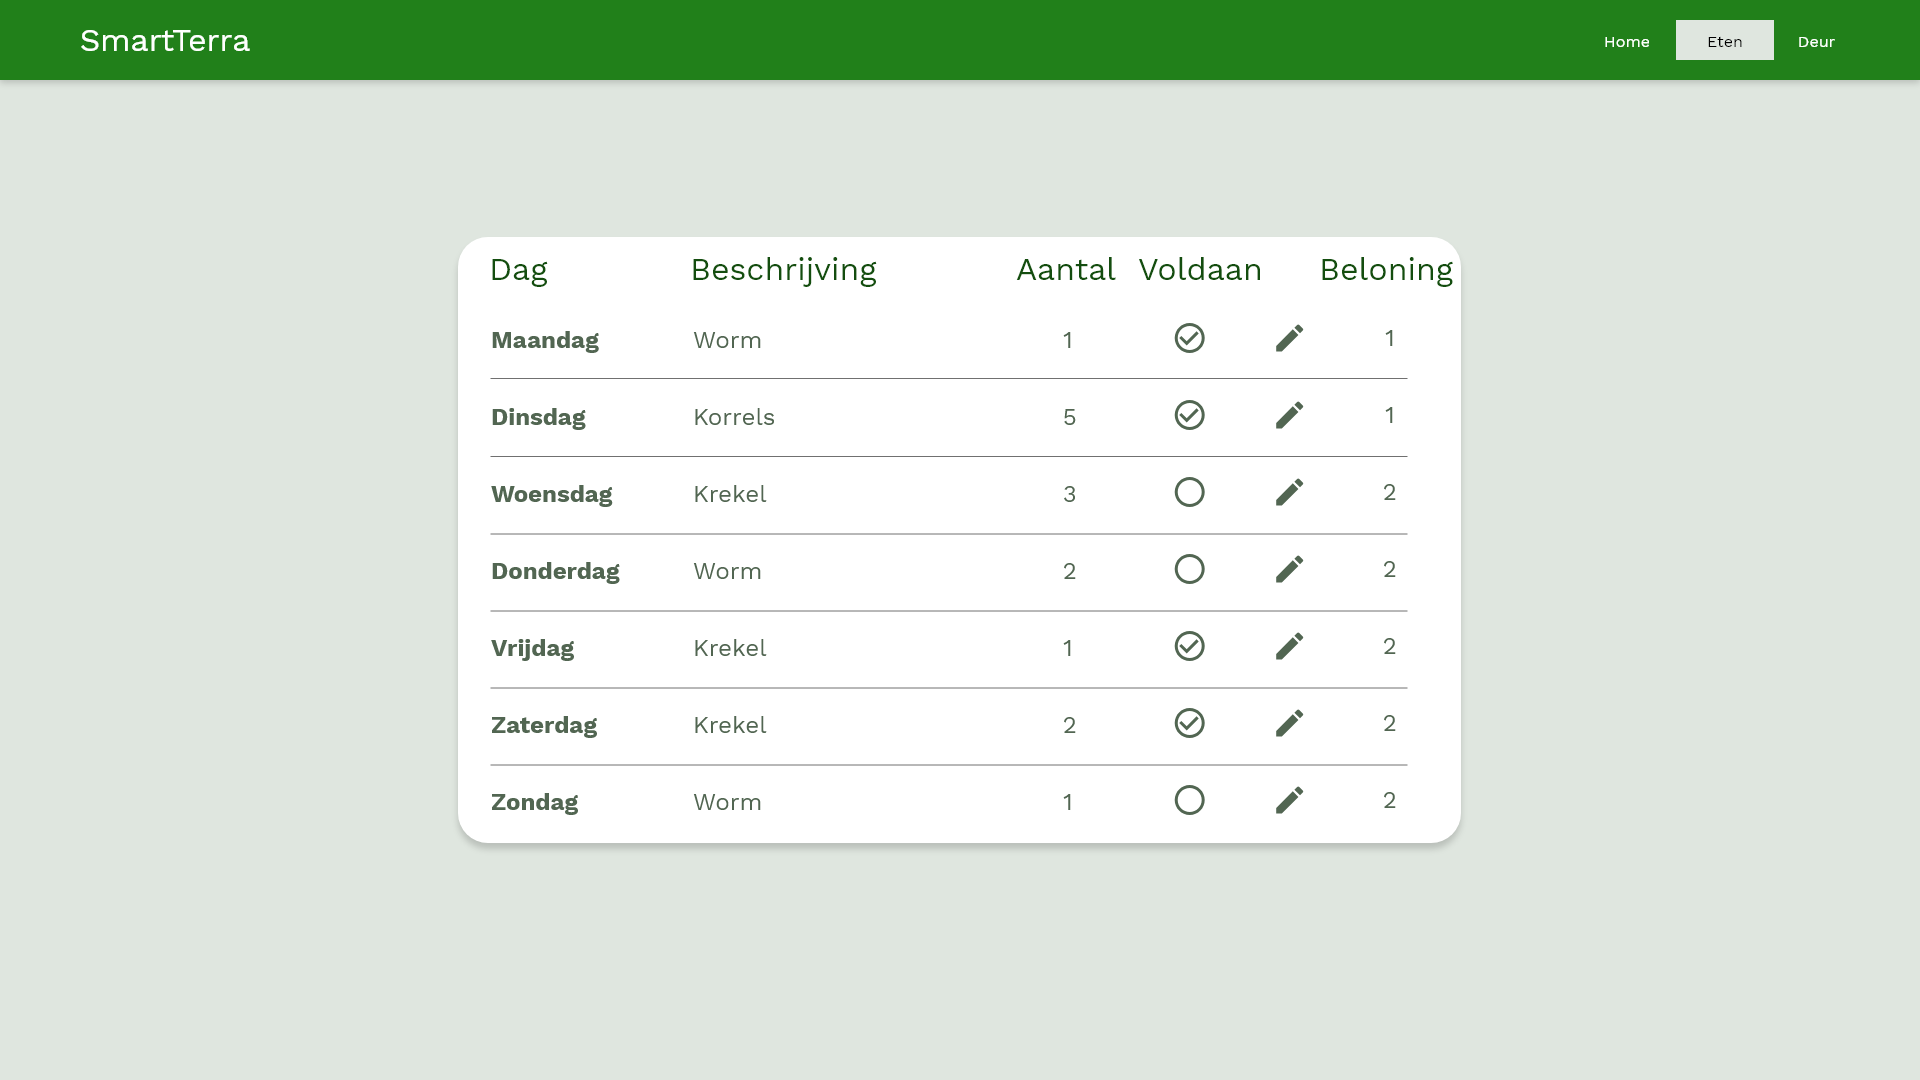 SmartTerra Home Eten Deur
Dag Beschrijving Aantal Voldaan Beloning
Maandag Worm 1 1
Dinsdag Korrels 5 1
Woensdag Krekel 3 2
Donderdag Worm 2 2
Vrijdag Krekel 1 2
Zaterdag Krekel 2 2
Zondag Worm 1 2